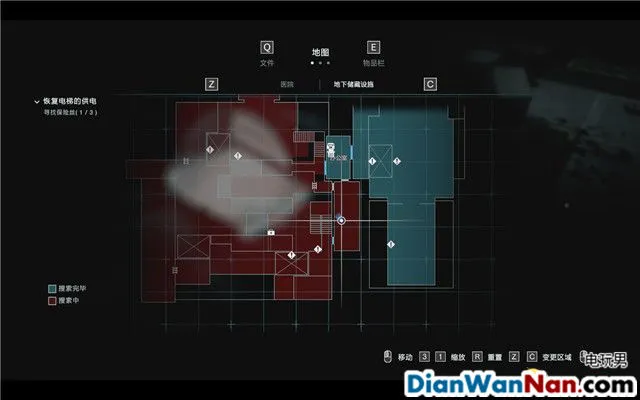 Q 地图 E
文件 物品栏
Z 医院 地下储藏设施 C
恢复电梯的供电
寻找保险丝(1/3)
办公室
搜索完毕
搜索中
移动 3 1 缩放 R 重置 Z C 变更区域
电玩男
DianWanNan.com